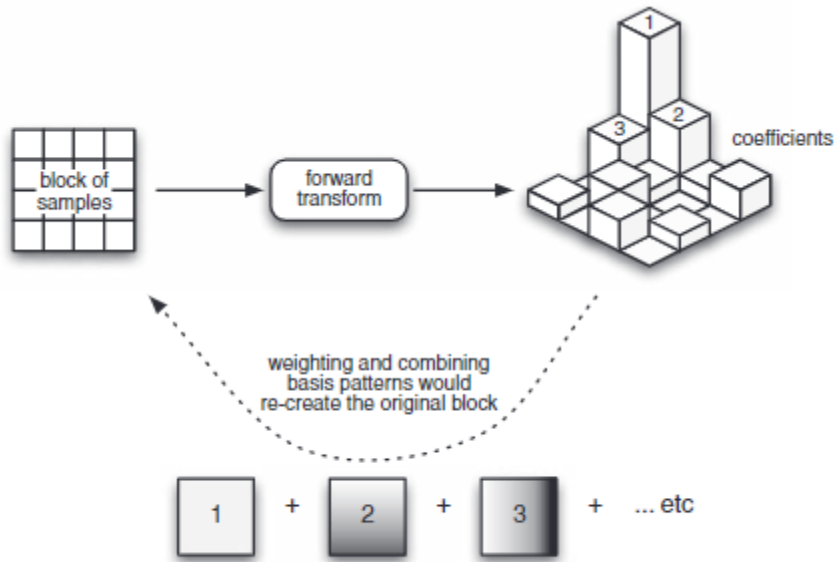 1
2
3
coefficients
block of
samples
forward
transform
weighting and combining
basis patterns would
re-create the original block
1 + 2 + 3 + ... etc